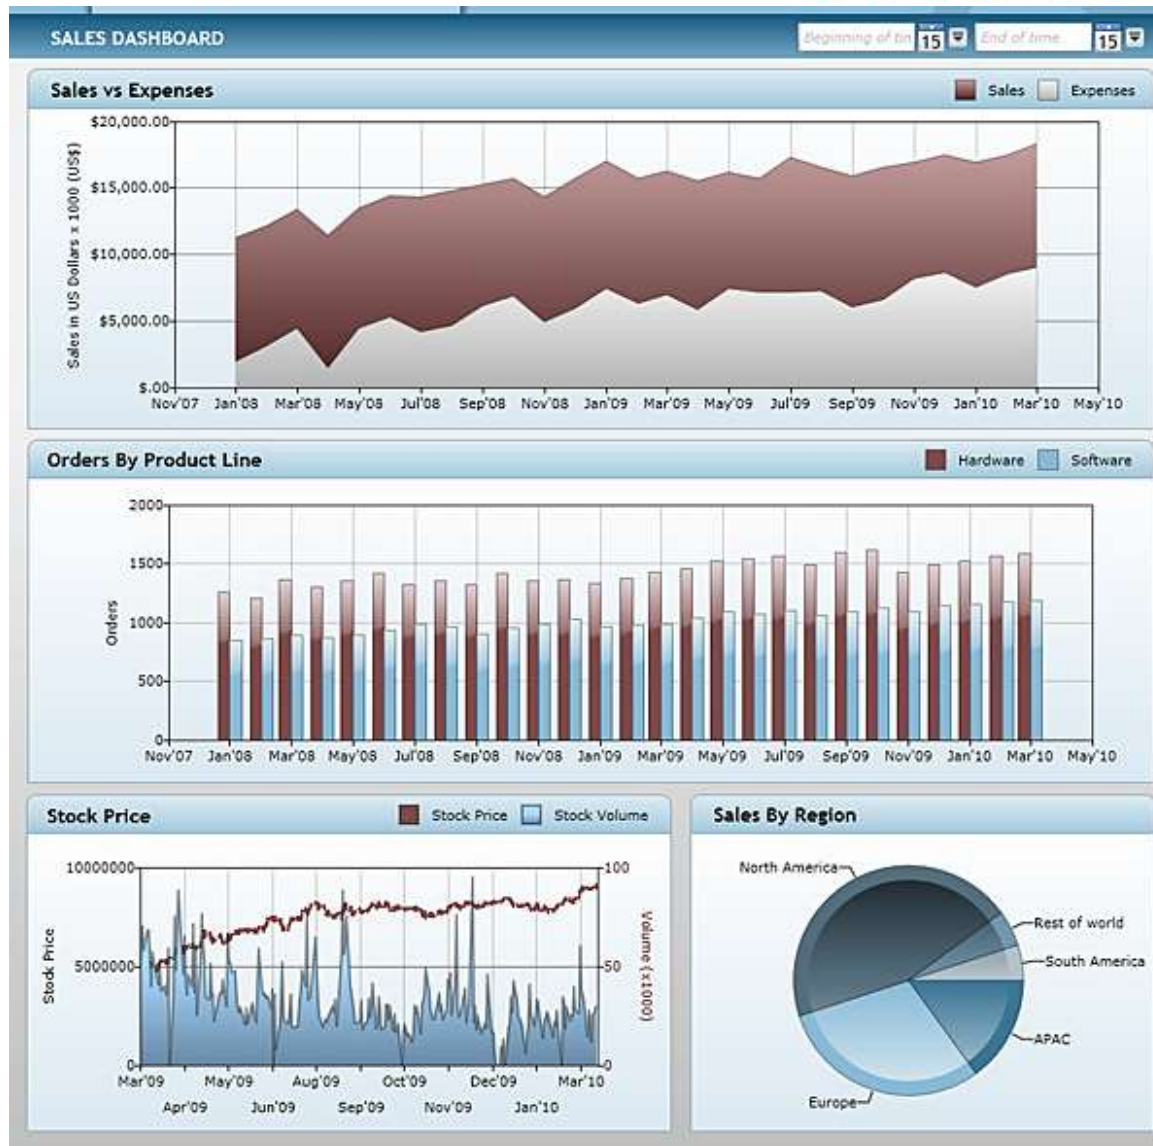 SALES DASHBOARD
Beginning of tin 15 End of time 15
Sales vs Expenses
Sales Expenses
Sales in US Dollars x 1000 (US$)
$20,000.00
$15,000.00
$10,000.00
$5,000.00
$.00
Nov'07 Jan'08 Mar'08 May'08 Jul'08 Sep'08 Nov'08 Jan'09 Mar'09 May'09 Jul'09 Sep'09 Nov'09 Jan'10 Mar'10 May'10
Orders By Product Line
Hardware Software
Orders
2000
1500
1000
500
0
Nov'07 Jan'08 Mar'08 May'08 Jul'08 Sep'08 Nov'08 Jan'09 Mar'09 May'09 Jul'09 Sep'09 Nov'09 Jan'10 Mar'10 May'10
Stock Price
Stock Price Stock Volume
Stock Price
10000000
5000000
0
100
50
0
Volume (x1000)
Mar'09 May'09 Aug'09 Oct'09 Dec'09 Mar'10
Apr'09 Jun'09 Sep'09 Nov'09 Jan'10
Sales By Region
North America
Rest of world
South America
APAC
Europe